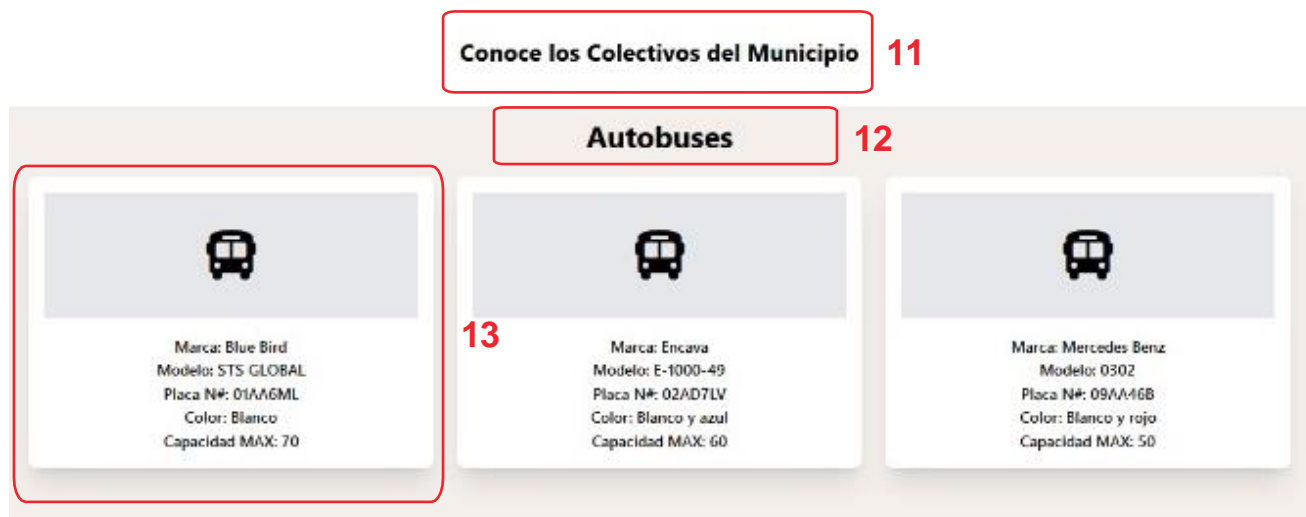 Conoce los Colectivos del Municipio
11
Autobuses
12
Marca: Blue Bird
Modelo: STS GLOBAL
Placa N#: 01AA6ML
Color: Blanco
Capacidad MAX: 70
13
Marca: Encava
Modelo: E-1000-49
Placa N#: 02AD7LV
Color: Blanco y azul
Capacidad MAX: 60
Marca: Mercedes Benz
Modelo: 0302
Placa N#: 09AA46B
Color: Blanco y rojo
Capacidad MAX: 50